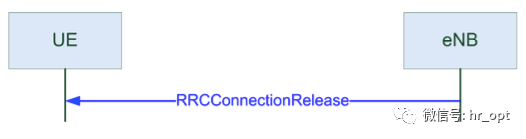 UE
eNB
RRCConnectionRelease
微信号: hr_opt